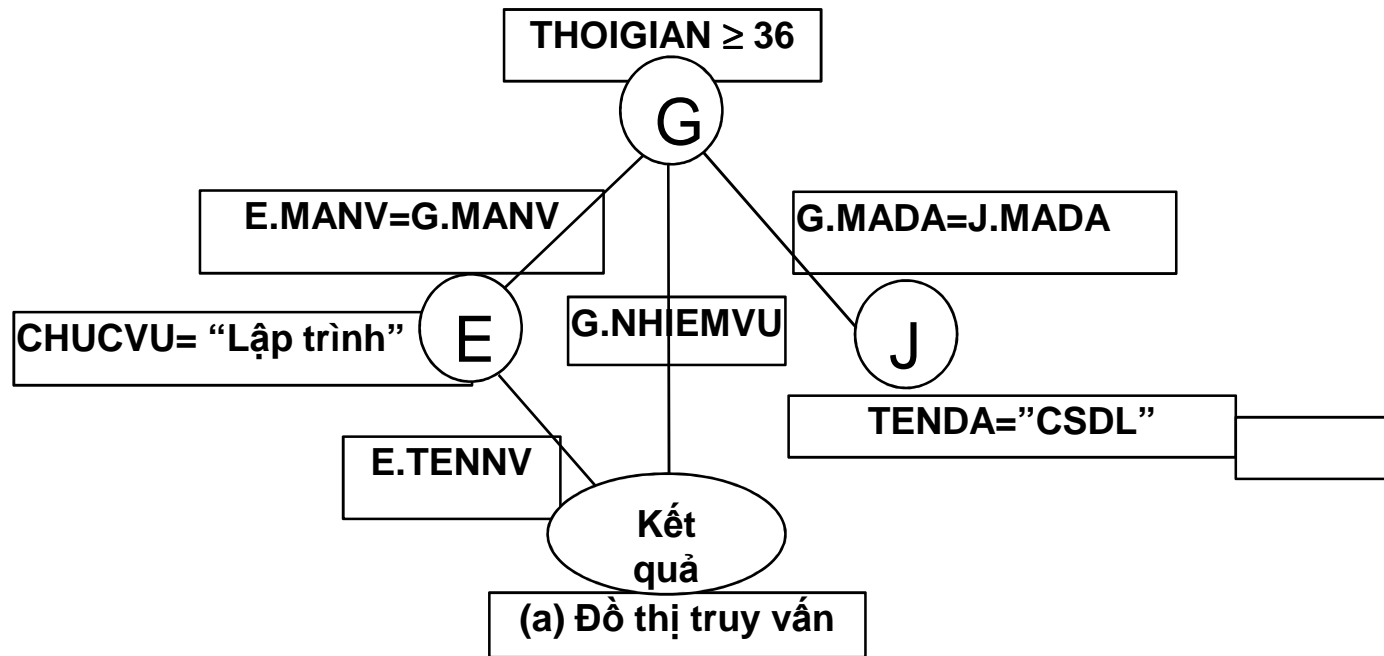 THOIGIAN ≥ 36
G
E.MANV=G.MANV
G.MADA=J.MADA
CHUCVU= “Lập trình”
E
G.NHIEMVU
J
TENDA=”CSDL”
E.TENNV
Kết
quả
(a) Đồ thị truy vấn